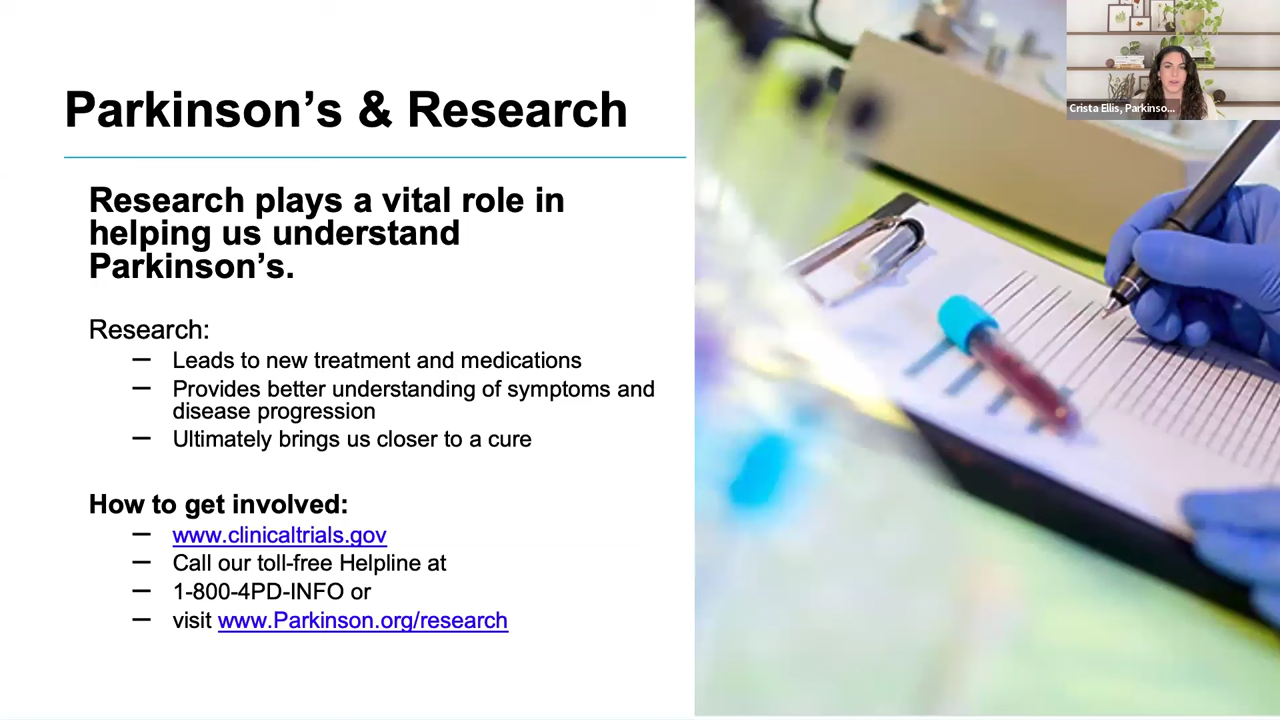 Parkinson’s & Research
Research plays a vital role in
helping us understand
Parkinson’s.
Research:
— Leads to new treatment and medications
— Provides better understanding of symptoms and
disease progression
— Ultimately brings us closer to a cure
How to get involved:
— www.clinicaltrials.gov
— Call our toll-free Helpline at
— 1-800-4PD-INFO or
— visit www.Parkinson.org/research
Crista Ellis, Parkinso...